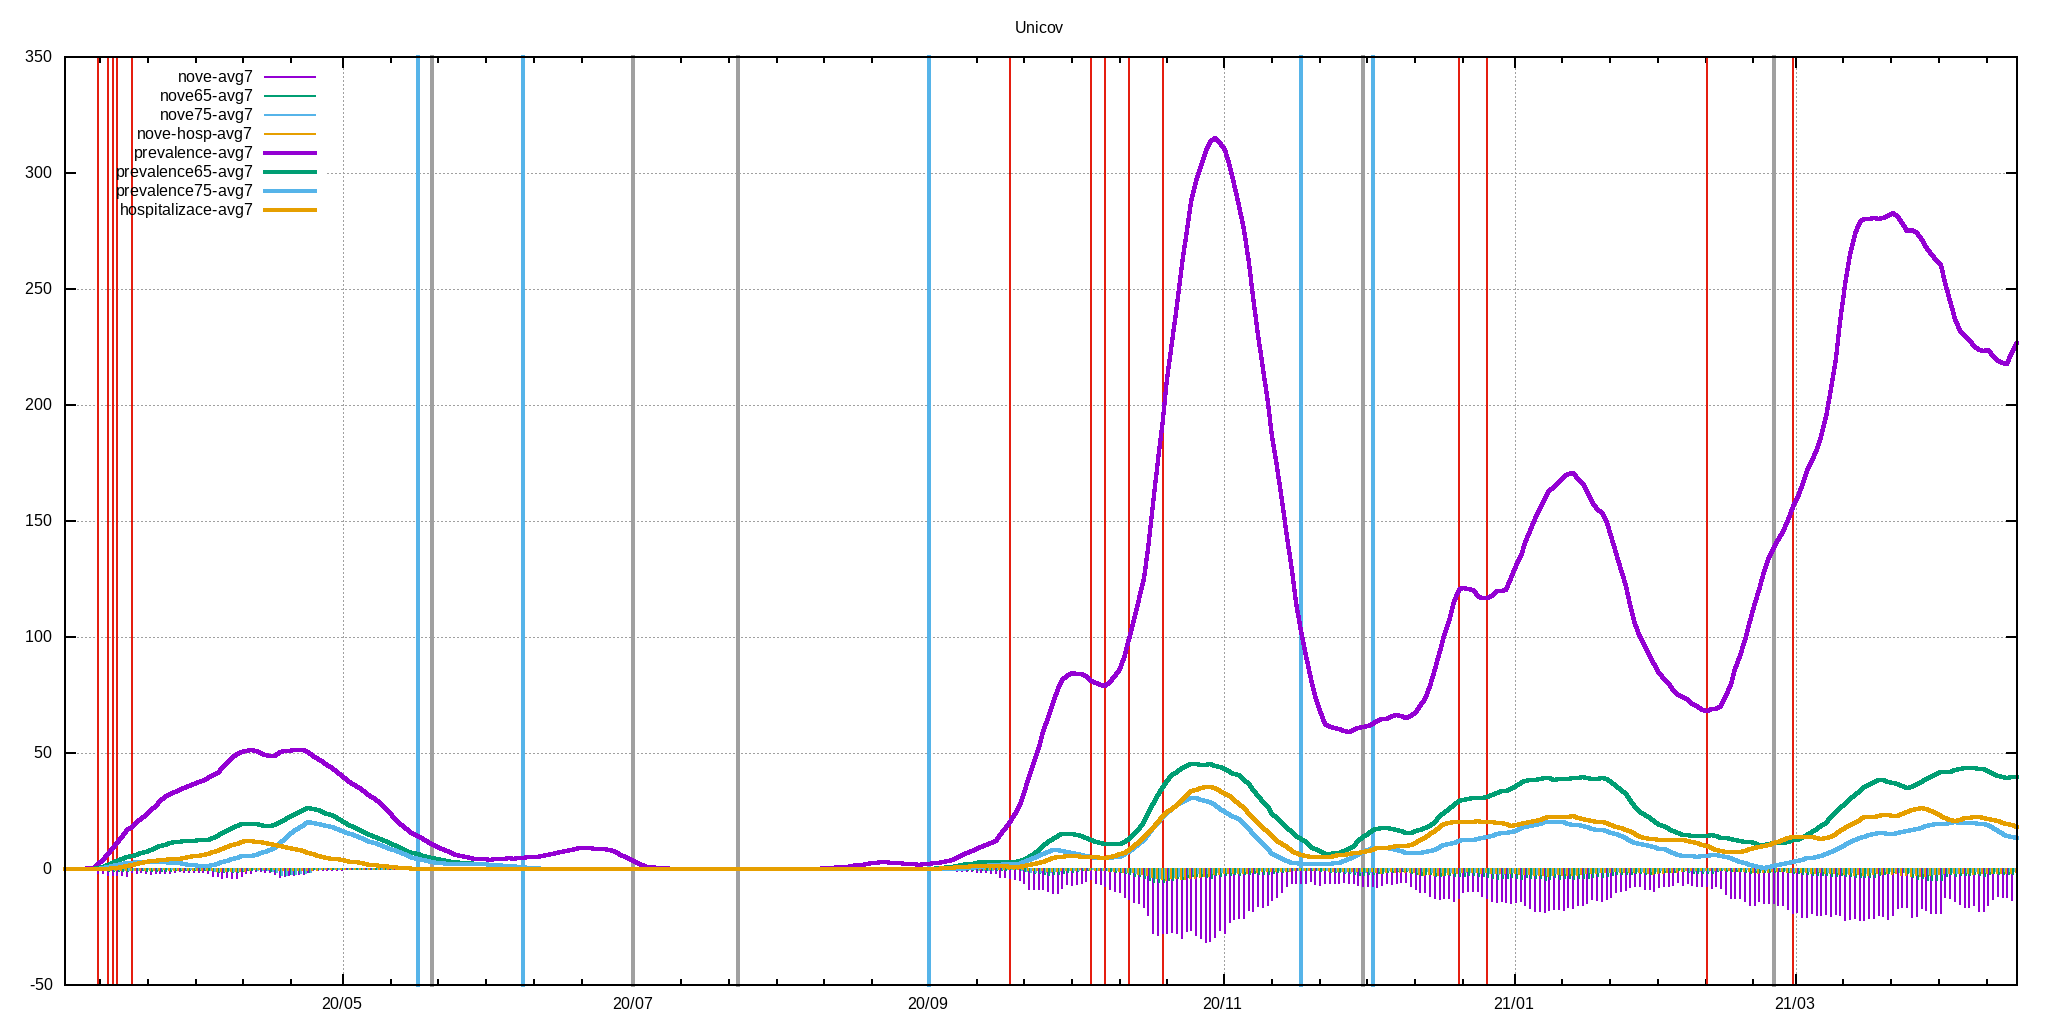 Unicov
350
300
250
200
150
100
50
0
-50
nove-avg7
nove65-avg7
nove75-avg7
nove-hosp-avg7
prevalence-avg7
prevalence65-avg7
prevalence75-avg7
hospitalizace-avg7
20/05 20/07 20/09 20/11 21/01 21/03